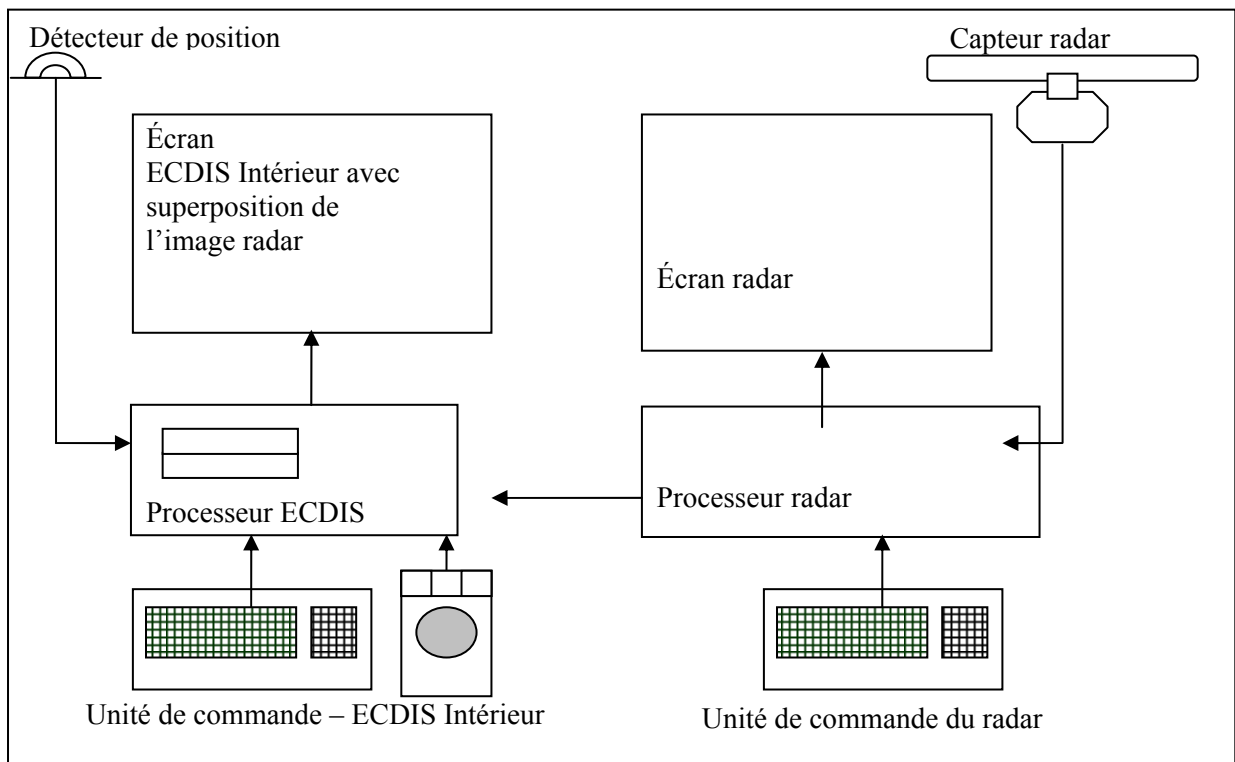 Détecteur de position
Capteur radar
Écran
ECDIS Intérieur avec
superposition de
l’image radar
Écran radar
Processeur ECDIS
Processeur radar
Unité de commande – ECDIS Intérieur
Unité de commande du radar